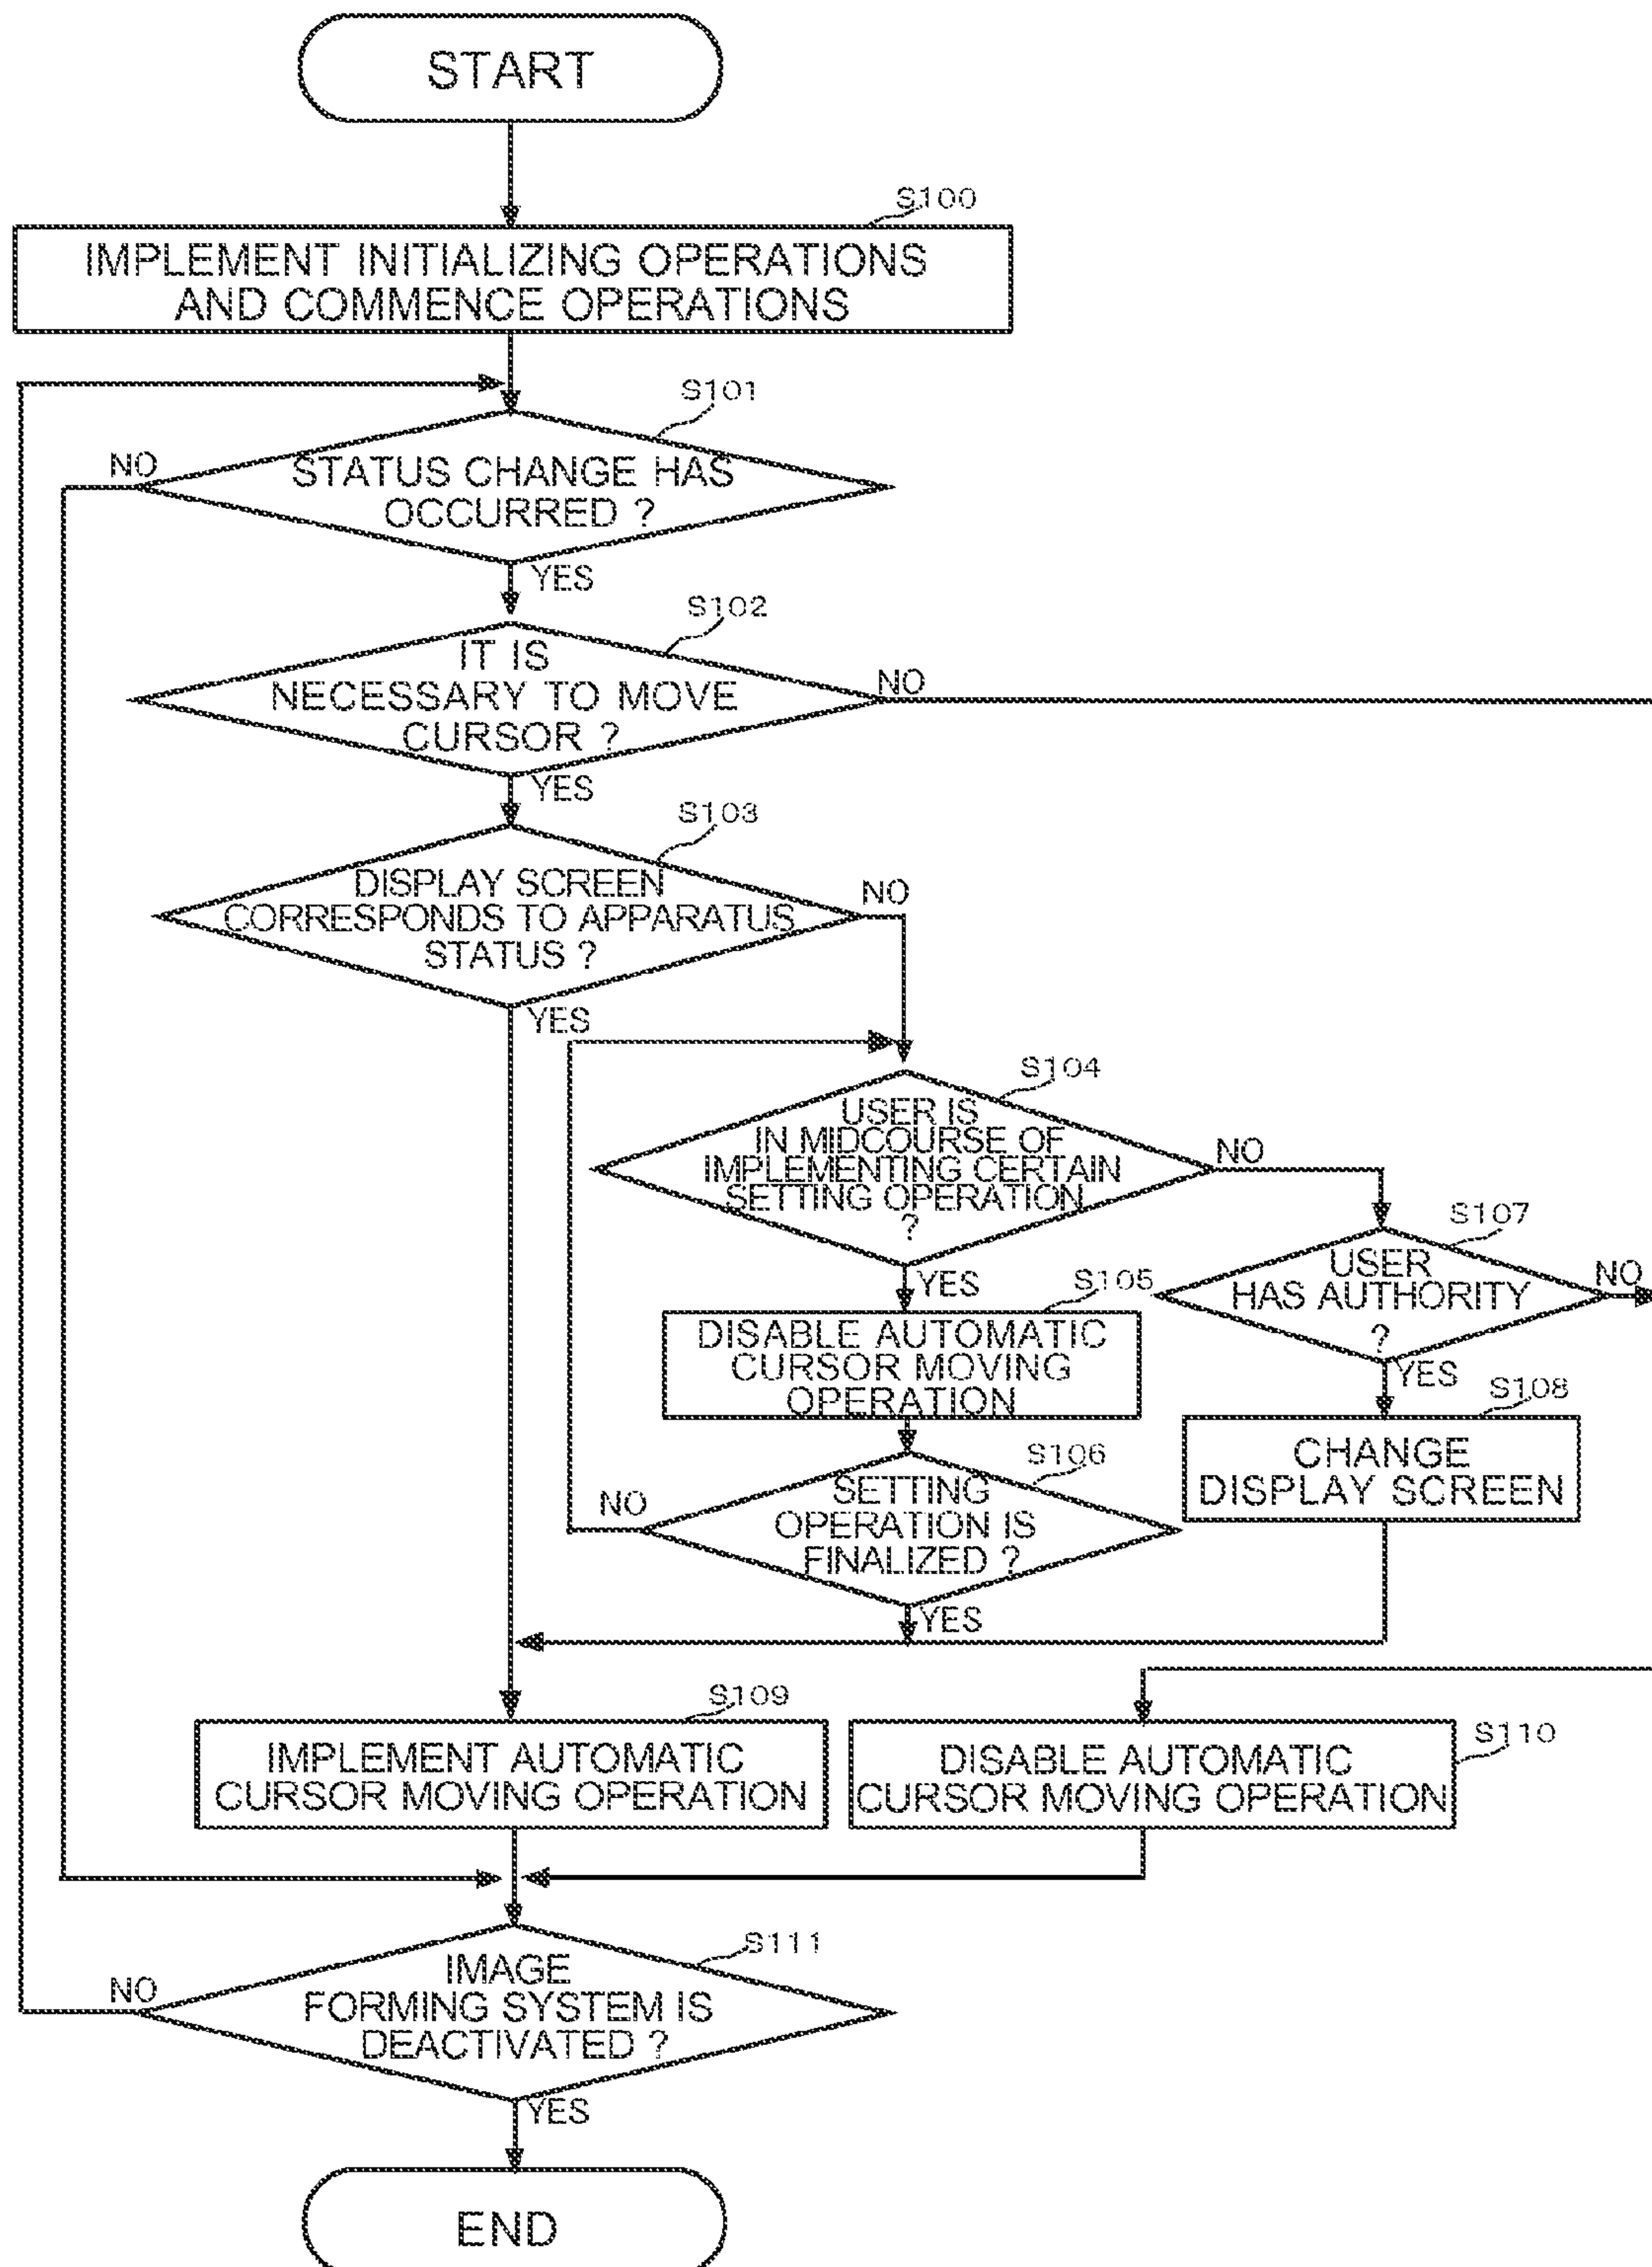 START
S100
IMPLEMENT INITIALIZING OPERATIONS
AND COMMENCE OPERATIONS
S101
NO
STATUS CHANGE HAS
OCCURRED ?
YES
S102
IT IS
NECESSARY TO MOVE
CURSOR ?
NO
YES
S103
DISPLAY SCREEN
CORRESPONDS TO APPARATUS
STATUS ?
NO
YES
S104
USER IS
IN MIDCOURSE OF
IMPLEMENTING CERTAIN
SETTING OPERATION
?
NO
YES
S105
DISABLE AUTOMATIC
CURSOR MOVING
OPERATION
S107
USER
HAS AUTHORITY
?
NO
YES
S108
CHANGE
DISPLAY SCREEN
S106
NO
SETTING
OPERATION IS
FINALIZED ?
YES
S109
IMPLEMENT AUTOMATIC
CURSOR MOVING OPERATION
S110
DISABLE AUTOMATIC
CURSOR MOVING OPERATION
S111
NO
IMAGE
FORMING SYSTEM IS
DEACTIVATED ?
YES
END